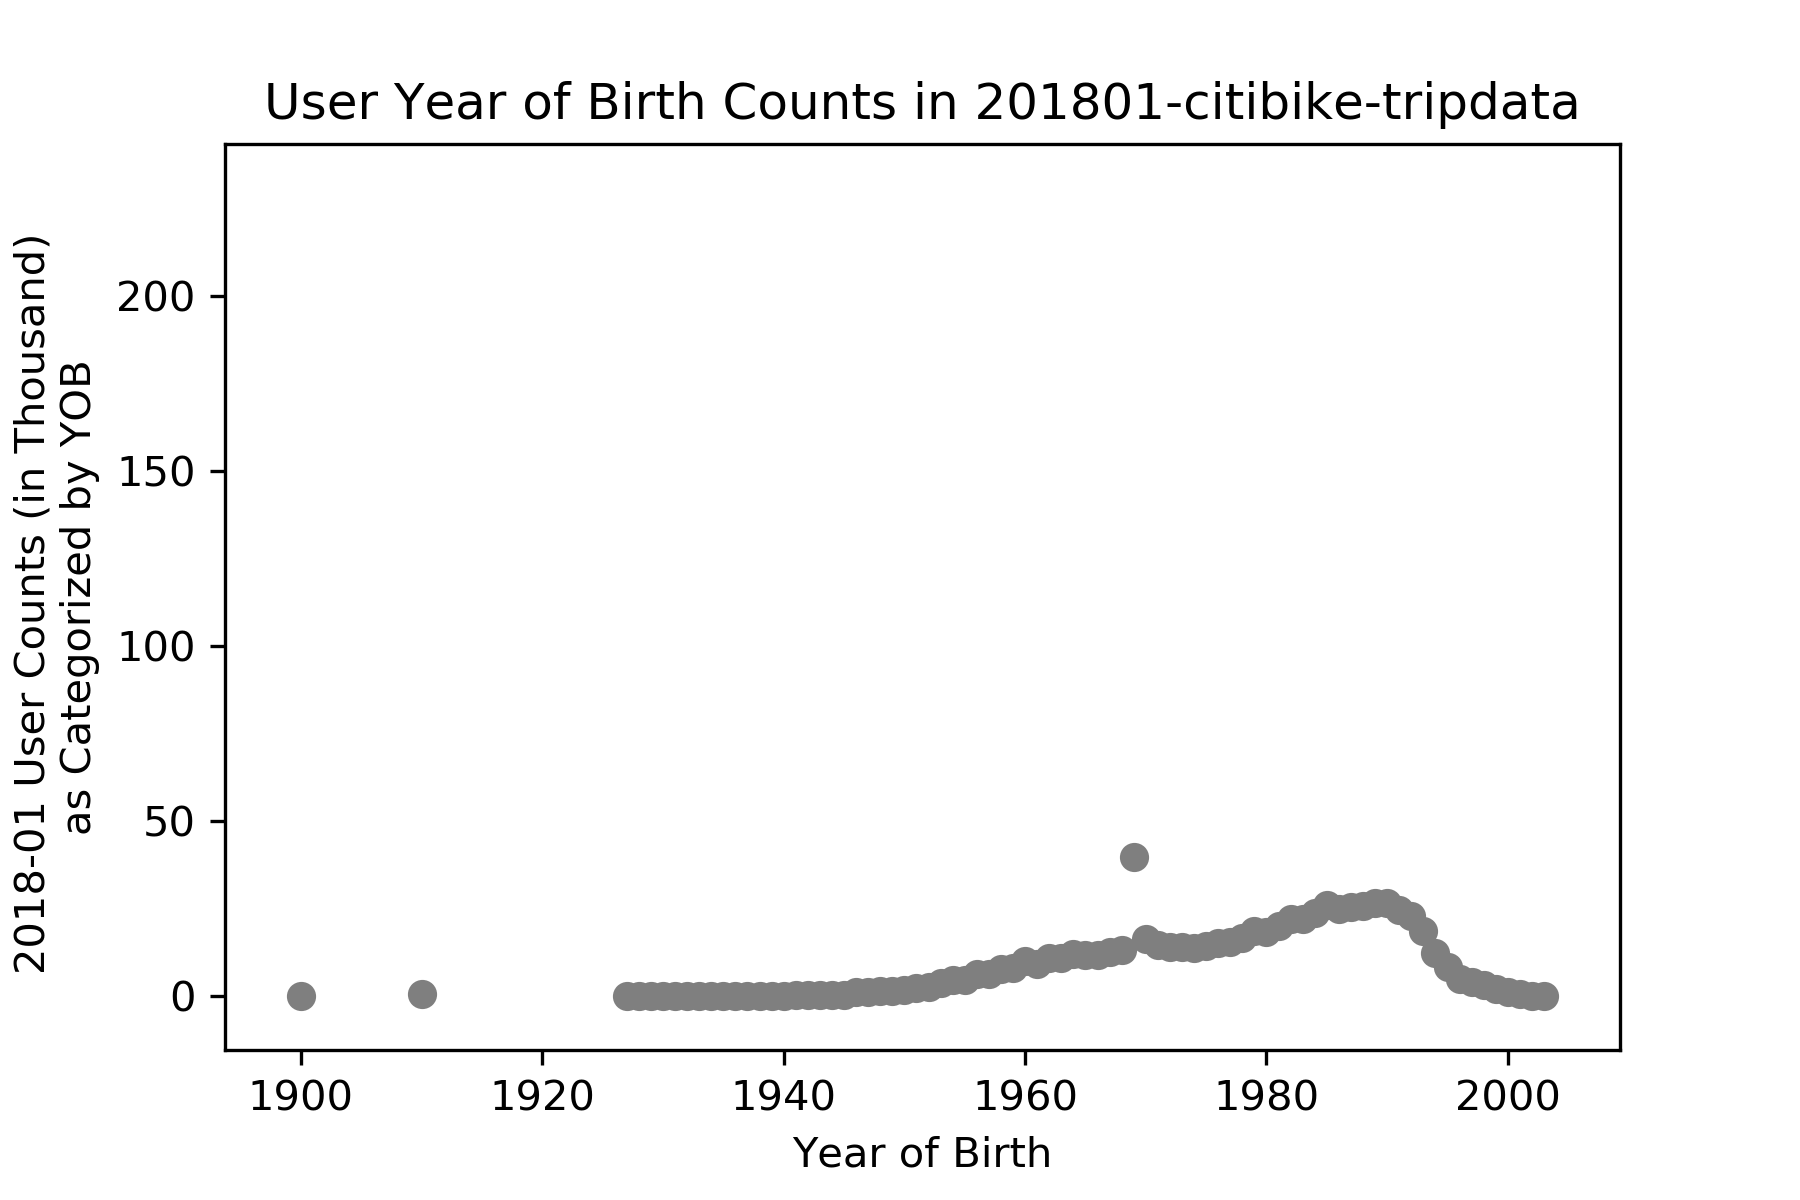 User Year of Birth Counts in 201801-citibike-tripdata
2018-01 User Counts (in Thousand)
as Categorized by YOB
200
150
100
50
0
1900 1920 1940 1960 1980 2000
Year of Birth